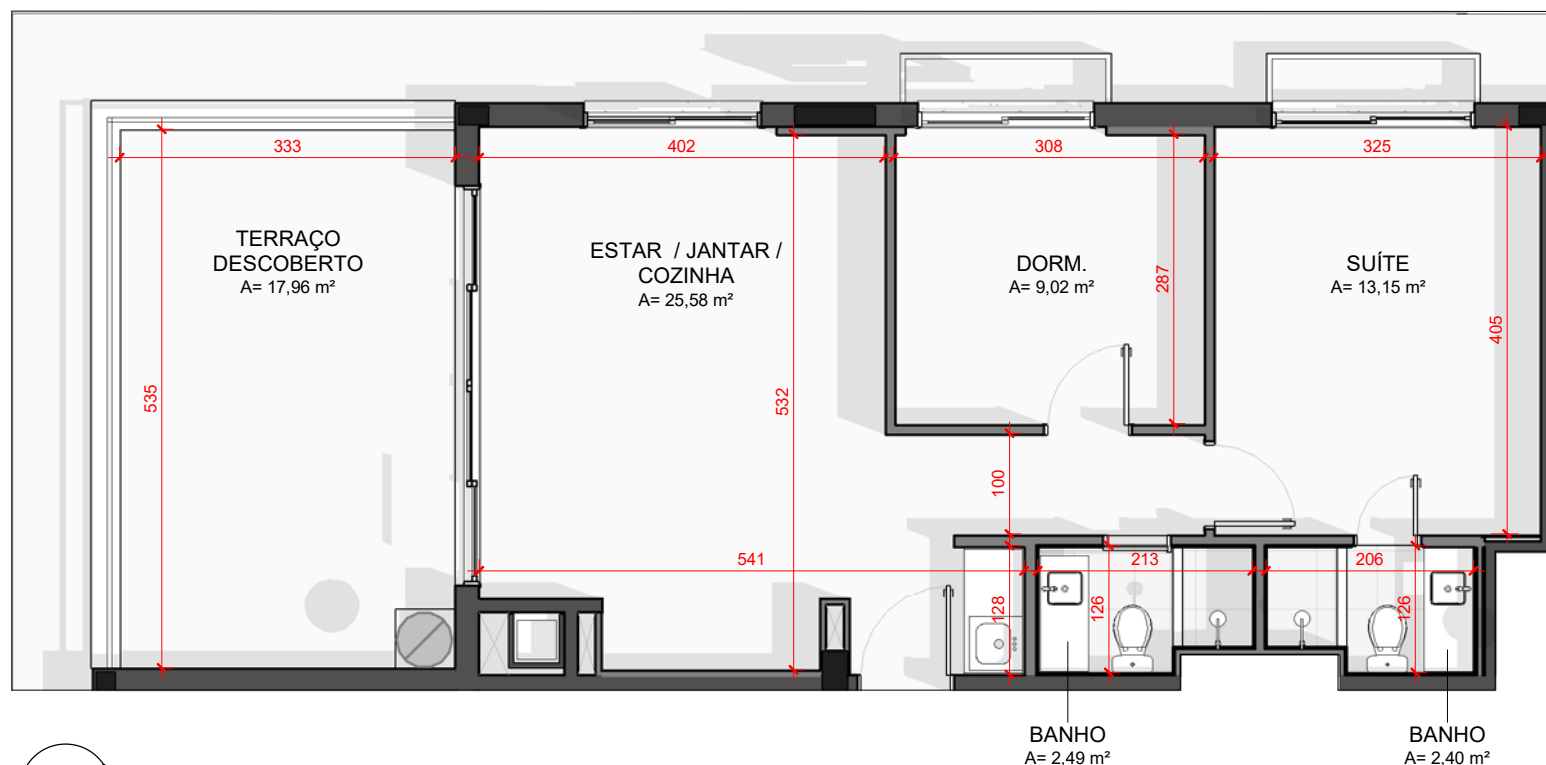 333
402
308
325
TERRAÇO
DESCOBERTO
A= 17,96 m²
ESTAR / JANTAR /
COZINHA
A= 25,58 m²
DORM.
A= 9,02 m²
SUÍTE
A= 13,15 m²
287
405
535
532
100
541
213
206
128
126
126
BANHO
A= 2,49 m²
BANHO
A= 2,40 m²